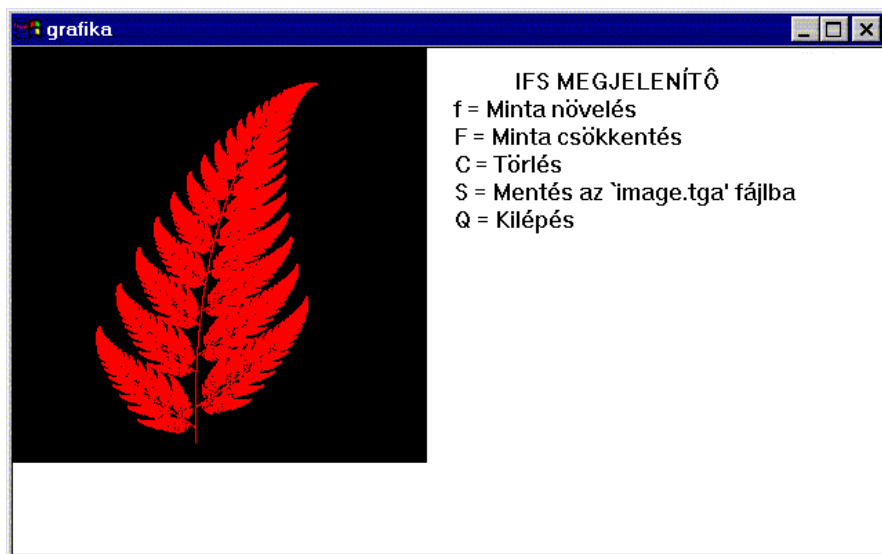 grafika
IFS MEGJELENÍTÔ
f = Minta növelés
F = Minta csökkentés
C = Törlés
S = Mentés az `image.tga' fájlba
Q = Kilépés